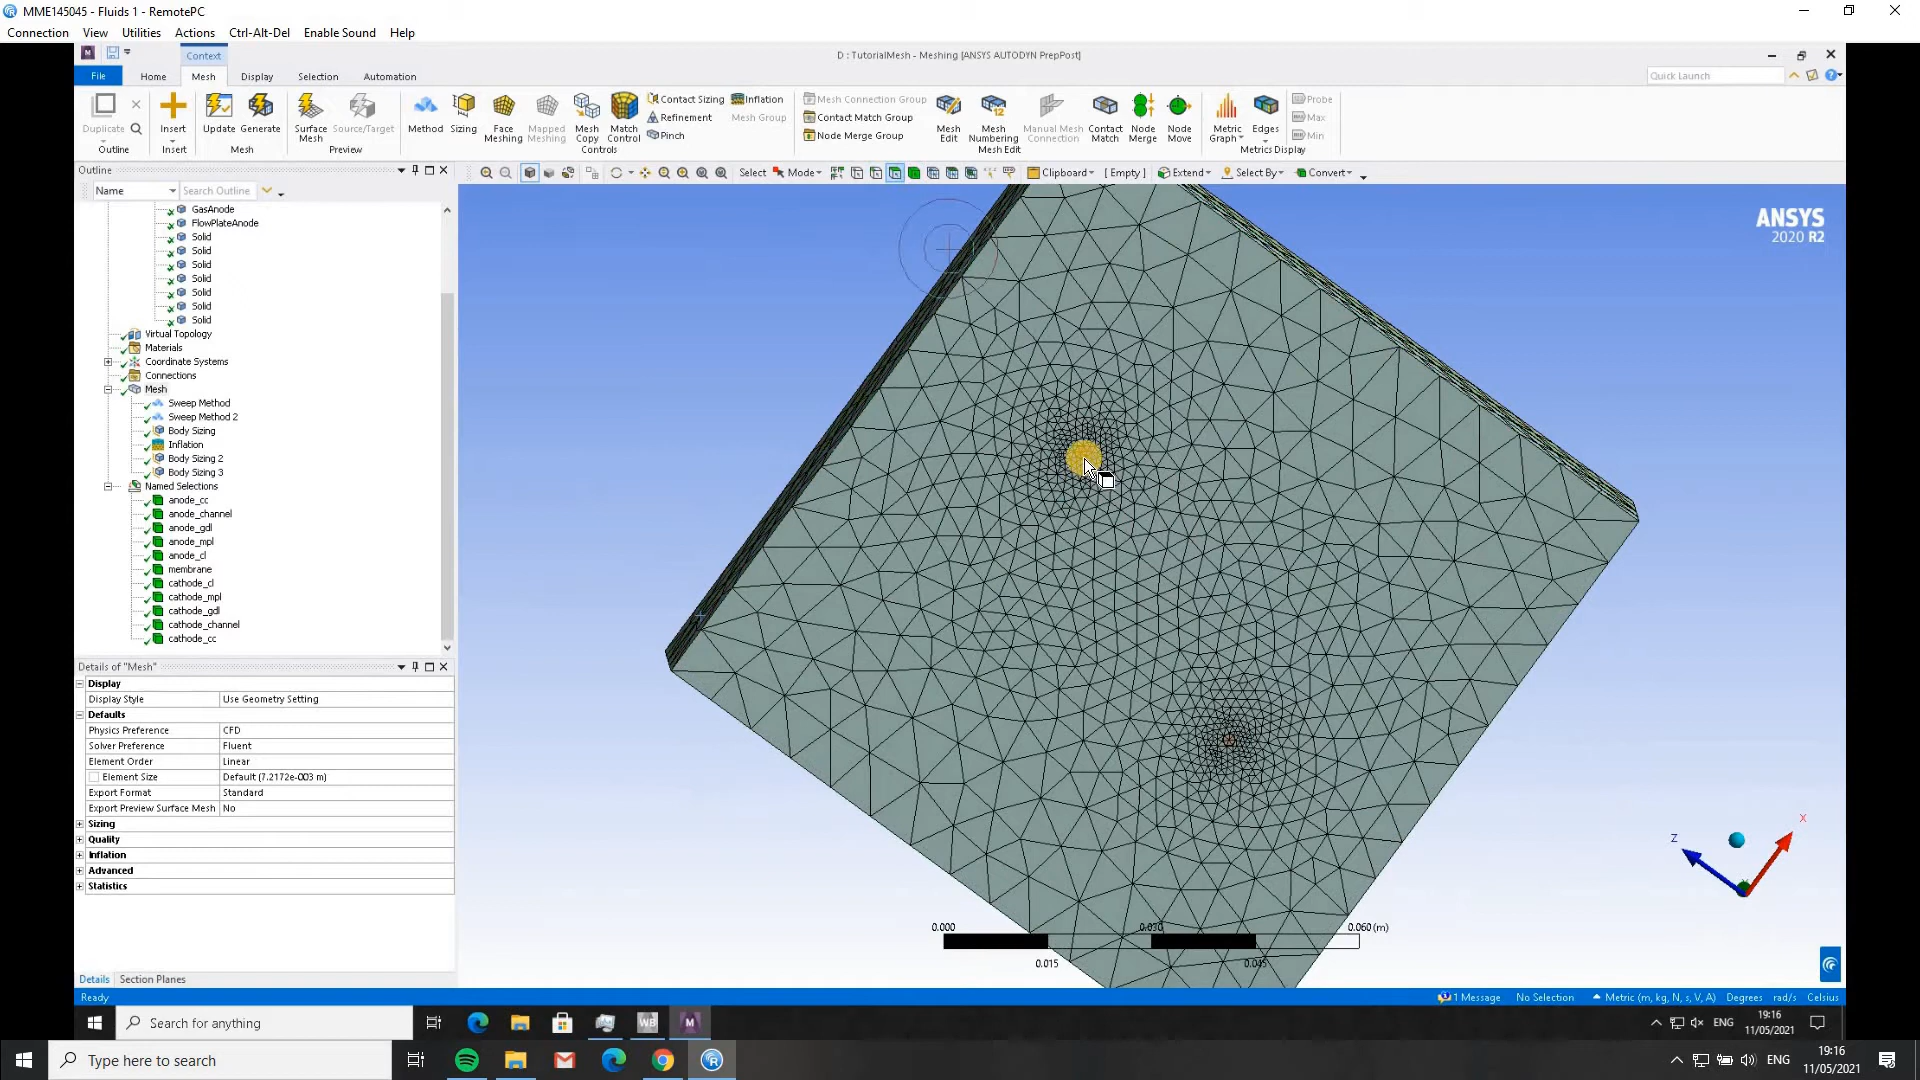 MME145045 - Fluids 1 - RemotePC
Connection View Utilities Actions Ctrl-Alt-Del Enable Sound Help
Context
D : TutorialMesh - Meshing [ANSYS AUTODYN PrepPost]
File Home Mesh Display Selection Automation
Quick Launch
Duplicate
Outline
Insert
Insert
Update Generate
Mesh
Surface Mesh Source/Target
Preview
Method Sizing Face Meshing Mapped Meshing Mesh Copy Match Control
Controls
Contact Sizing Inflation
Refinement Mesh Group
Pinch
Mesh Connection Group
Contact Match Group
Node Merge Group
Mesh Edit Mesh Numbering Manual Mesh Connection Contact Match Node Merge Node Move
Mesh Edit
Metric Graph Edges
Probe
Max
Min
Metrics Display
Outline
Select Mode Clipboard [ Empty ] Extend Select By Convert
Name Search Outline
GasAnode
FlowPlateAnode
Solid
Solid
Solid
Solid
Solid
Solid
Solid
Virtual Topology
Materials
Coordinate Systems
Connections
Mesh
Sweep Method
Sweep Method 2
Body Sizing
Inflation
Body Sizing 2
Body Sizing 3
Named Selections
anode_cc
anode_channel
anode_gdl
anode_mpl
anode_cl
membrane
cathode_cl
cathode_mpl
cathode_gdl
cathode_channel
cathode_cc
Details of "Mesh"
Display
Display Style Use Geometry Setting
Defaults
Physics Preference CFD
Solver Preference Fluent
Element Order Linear
Element Size Default (7.2172e-003 m)
Export Format Standard
Export Preview Surface Mesh No
Sizing
Quality
Inflation
Advanced
Statistics
Details Section Planes
ANSYS
2020 R2
X
Z
0.000 0.030 0.060 (m)
0.015 0.045
Ready
1 Message No Selection Metric (m, kg, N, s, V, A) Degrees rad/s Celsius
Search for anything
WB
M
ENG
19:16
11/05/2021
Type here to search
ENG
19:16
11/05/2021